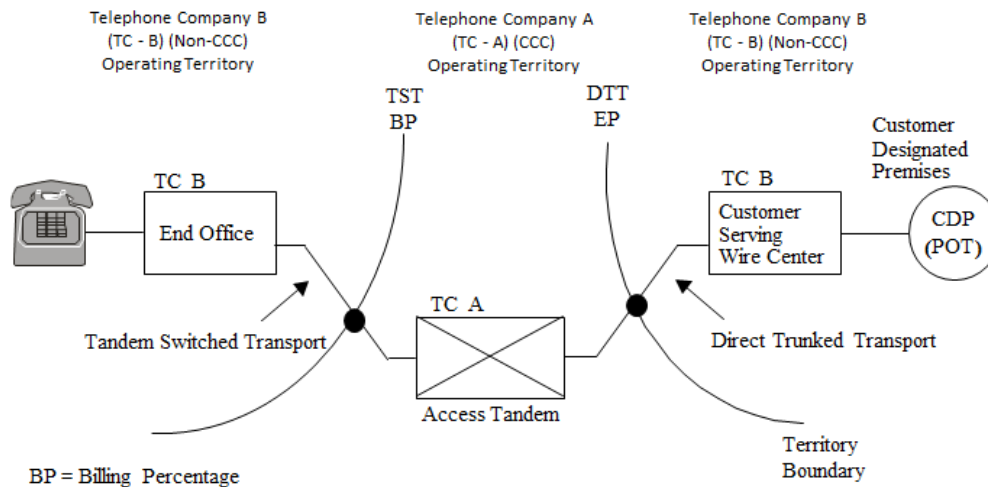 Telephone Company B
(TC - B) (Non-CCC)
Operating Territory
Telephone Company A
(TC - A) (CCC)
Operating Territory
Telephone Company B
(TC - B) (Non-CCC)
Operating Territory
TST
BP
DTT
EP
Customer
Designated
Premises
TC B
End Office
TC B
Customer
Serving
Wire Center
CDP
(POT)
TC A
Tandem Switched Transport
Direct Trunked Transport
Access Tandem
Territory
Boundary
BP = Billing Percentage